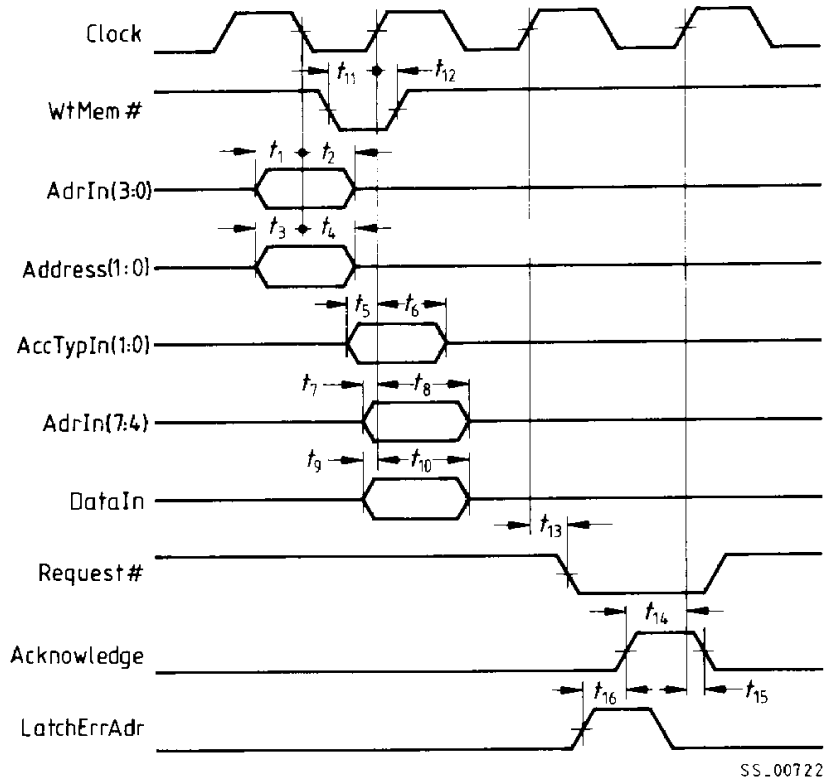 Clock
t11 t12
WtMem#
t1 t2
AdrIn(3:0)
t3 t4
Address(1:0)
t5 t6
AccTypIn(1:0)
t7 t8
AdrIn(7:4)
t9 t10
DataIn
t13
Request#
t14
Acknowledge
t16 t15
LatchErrAdr
SS_00722